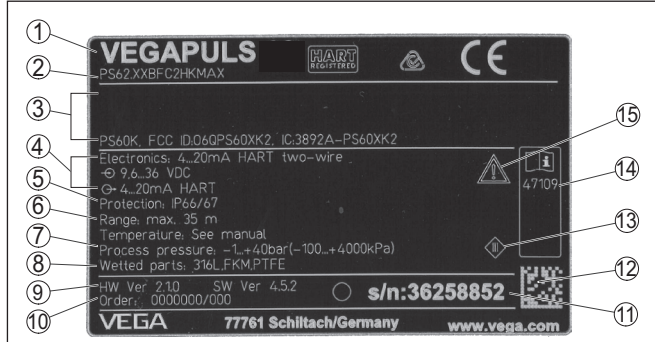 1 VEGAPULS HART REGISTERED CE
2 PS62.XXBFC2HKMAX
3
PS60K, FCC ID:O6QPS60XK2, IC:3892A-PS60XK2
4 Electronics: 4...20mA HART two-wire
9,6...36 VDC
4...20mA HART
5 Protection: IP66/67
6 Range: max. 35 m
Temperature: See manual
7 Process pressure: -1...+40bar(-100...+4000kPa)
8 Wetted parts: 316L,FKM,PTFE
9 HW Ver 2.1.0 SW Ver 4.5.2
10 Order: 0000000/000
s/n:36258852 11
VEGA 77761 Schiltach/Germany www.vega.com
15
i
47109
14
13
12